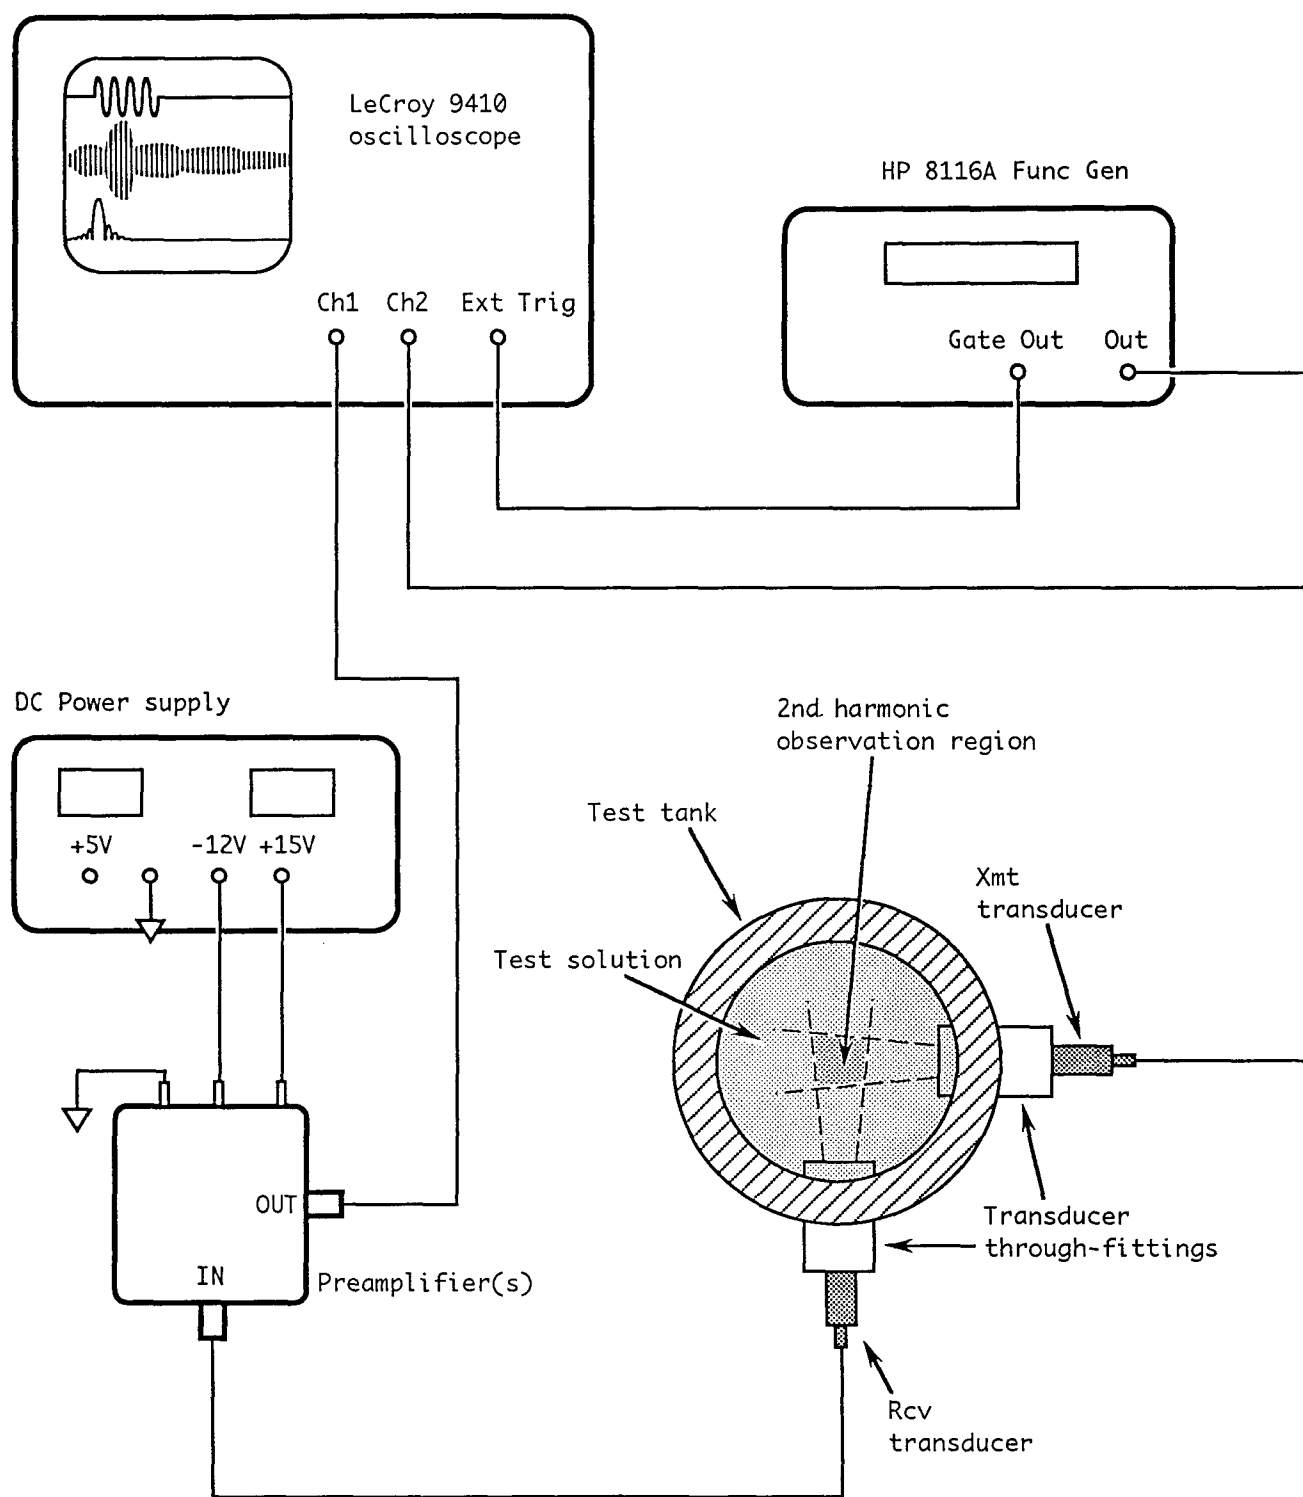 LeCroy 9410
oscilloscope
Ch1 Ch2 Ext Trig
HP 8116A Func Gen
Gate Out Out
DC Power supply
+5V -12V +15V
OUT
IN
Preamplifier(s)
2nd harmonic
observation region
Test tank
Xmt
transducer
Test solution
Transducer
through-fittings
Rcv
transducer